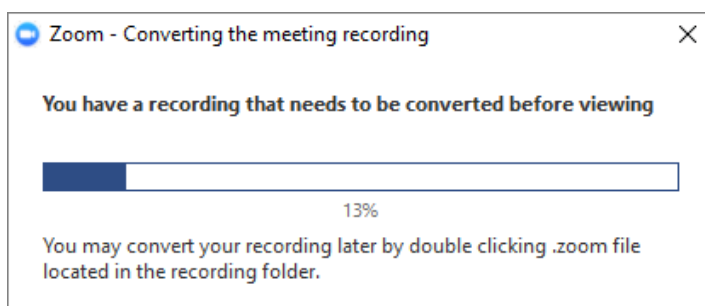 Zoom - Converting the meeting recording
You have a recording that needs to be converted before viewing
13%
You may convert your recording later by double clicking .zoom file
located in the recording folder.